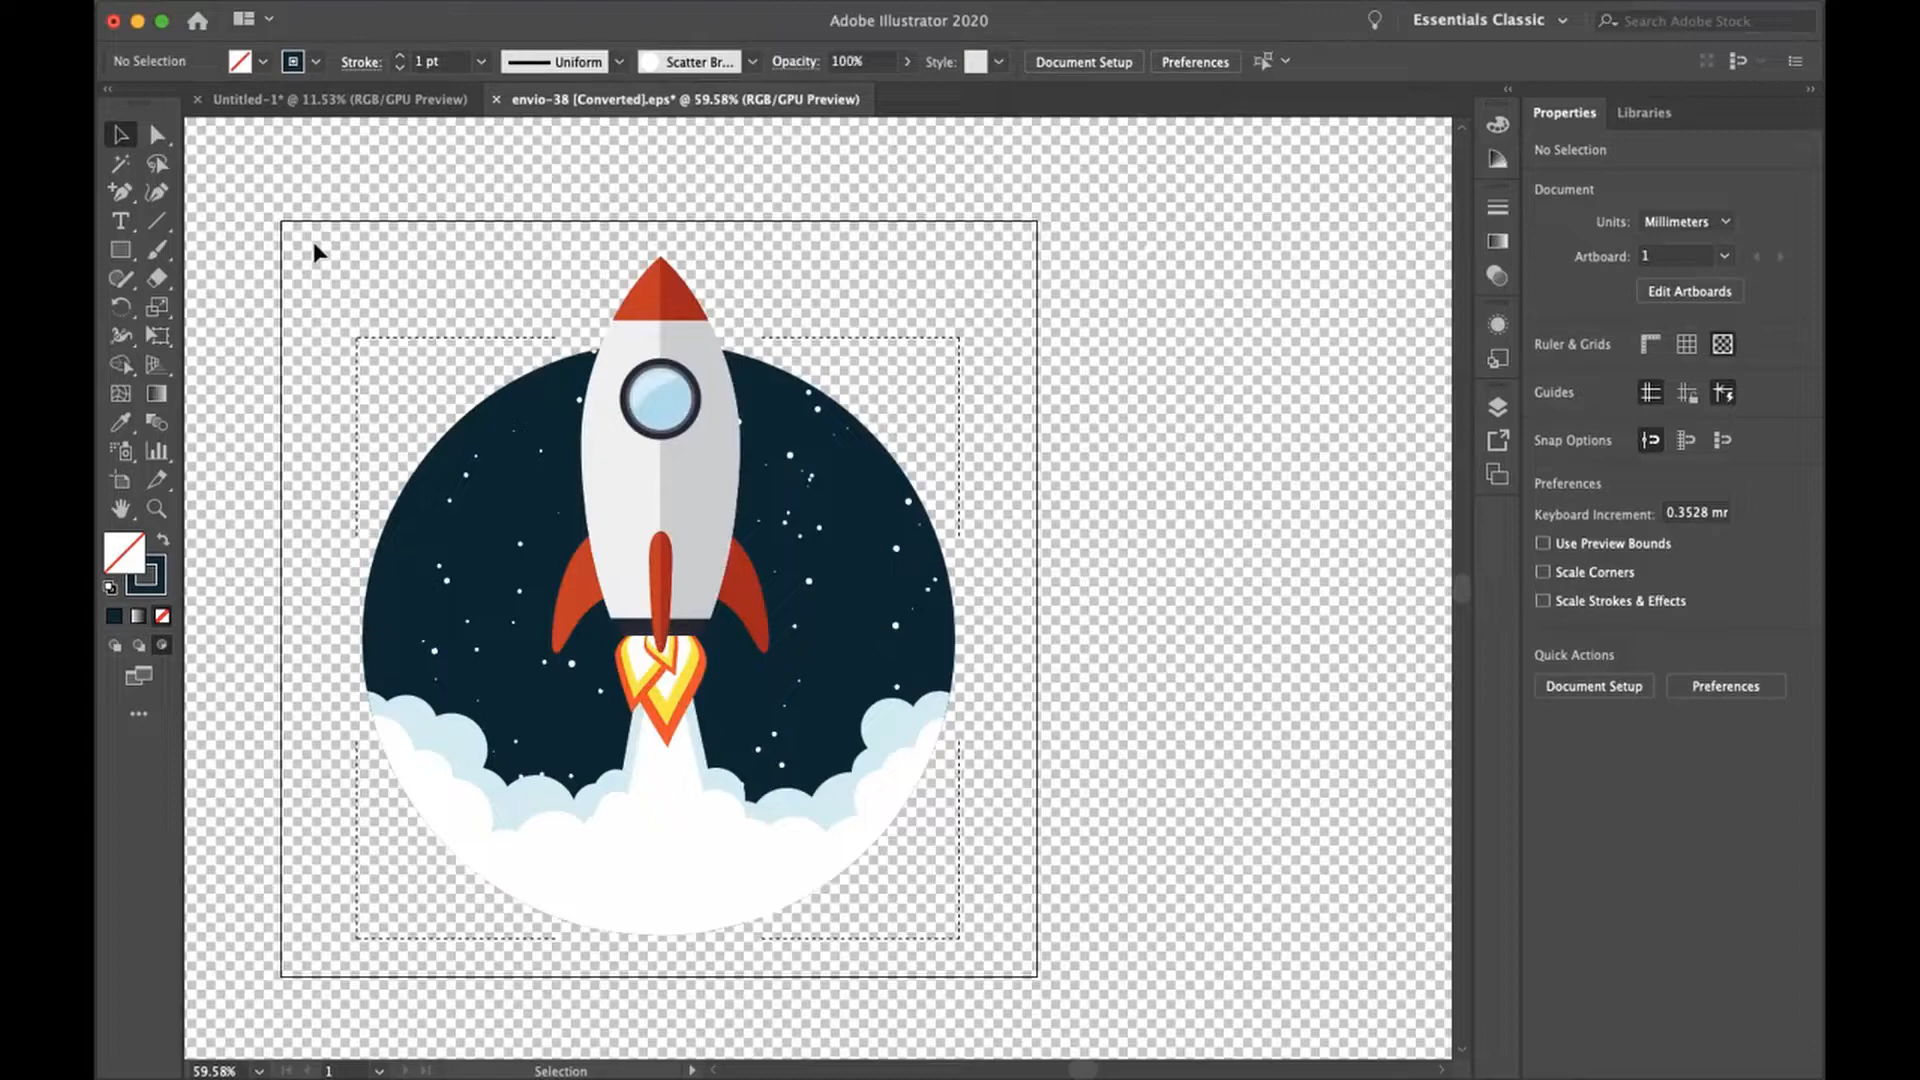 Adobe Illustrator 2020
Essentials Classic
Search Adobe Stock
No Selection
Stroke: 1 pt
Uniform
Scatter Br...
Opacity: 100%
Style:
Document Setup
Preferences
Untitled-1* @ 11.53% (RGB/GPU Preview)
envio-38 [Converted].eps* @ 59.58% (RGB/GPU Preview)
Properties
Libraries
No Selection
Document
Units: Millimeters
Artboard: 1
Edit Artboards
Ruler & Grids
Guides
Snap Options
Preferences
Keyboard Increment: 0.3528 mr
Use Preview Bounds
Scale Corners
Scale Strokes & Effects
Quick Actions
Document Setup
Preferences
59.58%
1
Selection